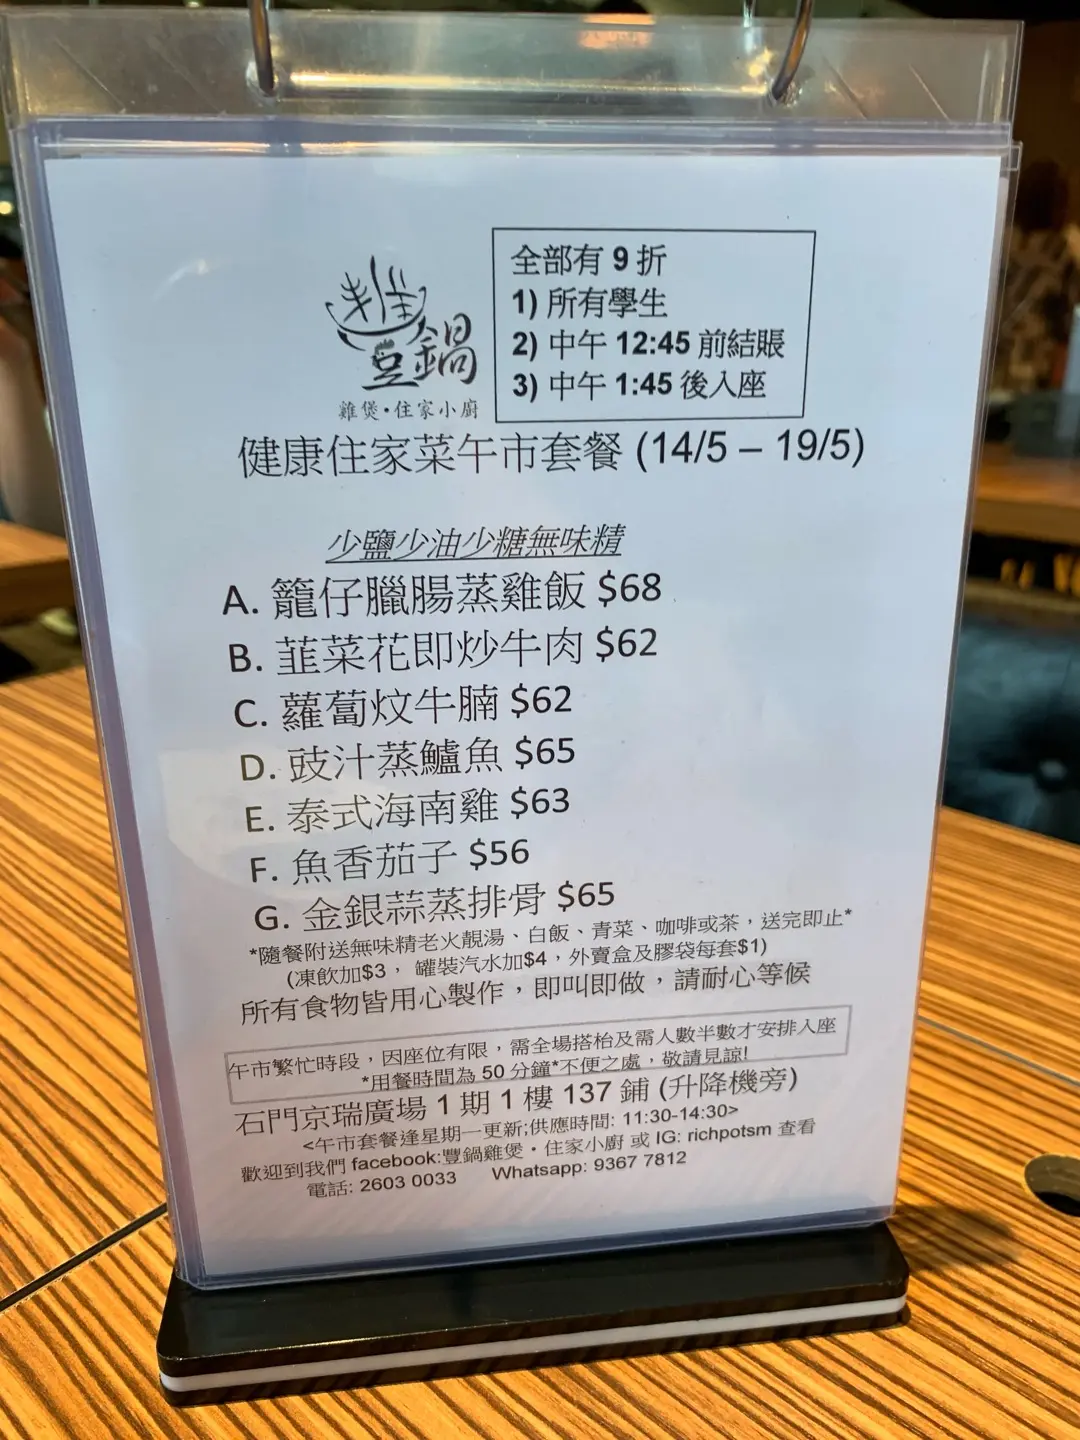 豐鍋
雞煲·住家小廚
全部有 9 折
1) 所有學生
2) 中午 12:45 前結賬
3) 中午 1:45 後入座
健康住家菜午市套餐 (14/5 – 19/5)
少鹽少油少糖無味精
A. 籠仔臘腸蒸雞飯 $68
B. 韮菜花即炒牛肉 $62
C. 蘿蔔炆牛腩 $62
D. 豉汁蒸鱸魚 $65
E. 泰式海南雞 $63
F. 魚香茄子 $56
G. 金銀蒜蒸排骨 $65
*隨餐附送無味精老火靚湯、白飯、青菜、咖啡或茶，送完即止*
(凍飲加$3， 罐裝汽水加$4，外賣盒及膠袋每套$1)
所有食物皆用心製作，即叫即做，請耐心等候
午市繁忙時段，因座位有限，需全場搭枱及需人數半數才安排入座
*用餐時間為 50 分鐘*不便之處，敬請見諒!
石門京瑞廣場 1 期 1 樓 137 鋪 (升降機旁)
<午市套餐逢星期一更新;供應時間: 11:30-14:30>
歡迎到我們 facebook:豐鍋雞煲·住家小廚 或 IG: richpotsm 查看
電話: 2603 0033 Whatsapp: 9367 7812